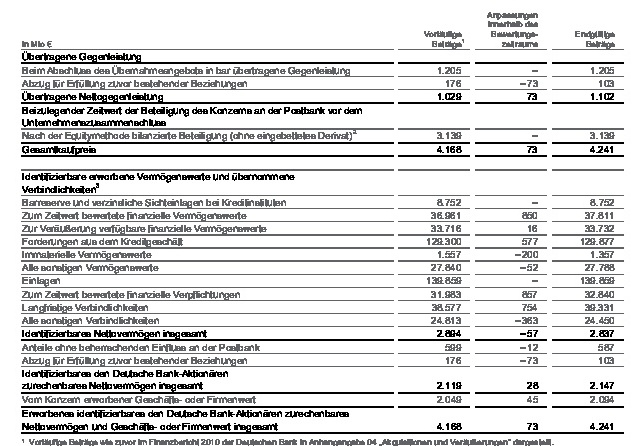 Anpassungen
innerhalb des
Vorläufige Bewertungs- Endgültige
In Mio € Beträge¹ zeitraums Beträge
Übertragene Gegenleistung
Beim Abschluss des Übernahmeangebots in bar übertragene Gegenleistung 1.205 – 1.205
Abzug für Erfüllung zuvor bestehender Beziehungen 176 –73 103
Übertragene Nettogegenleistung 1.029 73 1.102
Beizulegender Zeitwert der Beteiligung des Konzerns an der Postbank vor dem
Unternehmenszusammenschluss
Nach der Equitymethode bilanzierte Beteiligung (ohne eingebettetes Derivat)² 3.139 – 3.139
Gesamtkaufpreis 4.168 73 4.241
Identifizierbare erworbene Vermögenswerte und übernommene
Verbindlichkeiten³
Barreserve und verzinsliche Sichteinlagen bei Kreditinstituten 8.752 – 8.752
Zum Zeitwert bewertete finanzielle Vermögenswerte 36.961 850 37.811
Zur Veräußerung verfügbare finanzielle Vermögenswerte 33.716 16 33.732
Forderungen aus dem Kreditgeschäft 129.300 577 129.877
Immaterielle Vermögenswerte 1.557 –200 1.357
Alle sonstigen Vermögenswerte 27.840 –52 27.788
Einlagen 139.859 – 139.859
Zum Zeitwert bewertete finanzielle Verpflichtungen 31.983 857 32.840
Langfristige Verbindlichkeiten 38.577 754 39.331
Alle sonstigen Verbindlichkeiten 24.813 –363 24.450
Identifizierbares Nettovermögen insgesamt 2.894 –57 2.837
Anteile ohne beherrschenden Einfluss an der Postbank 599 –12 587
Abzug für Erfüllung zuvor bestehender Beziehungen 176 –73 103
Identifizierbares den Deutsche Bank-Aktionären
zurechenbares Nettovermögen insgesamt 2.119 28 2.147
Vom Konzern erworbener Geschäfts- oder Firmenwert 2.049 45 2.094
Erworbenes identifizierbares den Deutsche Bank-Aktionären zurechenbares
Nettovermögen und Geschäfts- oder Firmenwert insgesamt 4.168 73 4.241
¹ Vorläufige Beträge wie zuvor im Finanzbericht 2010 der Deutschen Bank in Anhangangabe 04 „Akquisitionen und Veräußerungen“ dargestellt.